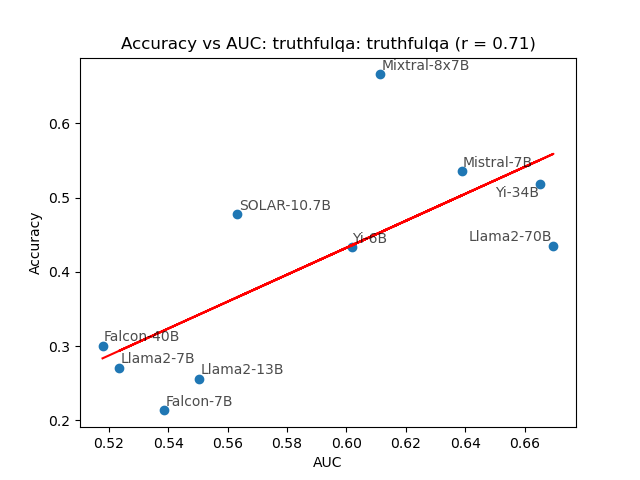 Accuracy vs AUC: truthfulqa: truthfulqa (r = 0.71)
Mixtral-8x7B
0.6
Mistral-7B
Yi-34B
0.5
SOLAR-10.7B
Llama2-70B
Yi-6B
Accuracy
0.4
Falcon-40B
0.3
Llama2-7B
Llama2-13B
Falcon-7B
0.2
0.52 0.54 0.56 0.58 0.60 0.62 0.64 0.66
AUC